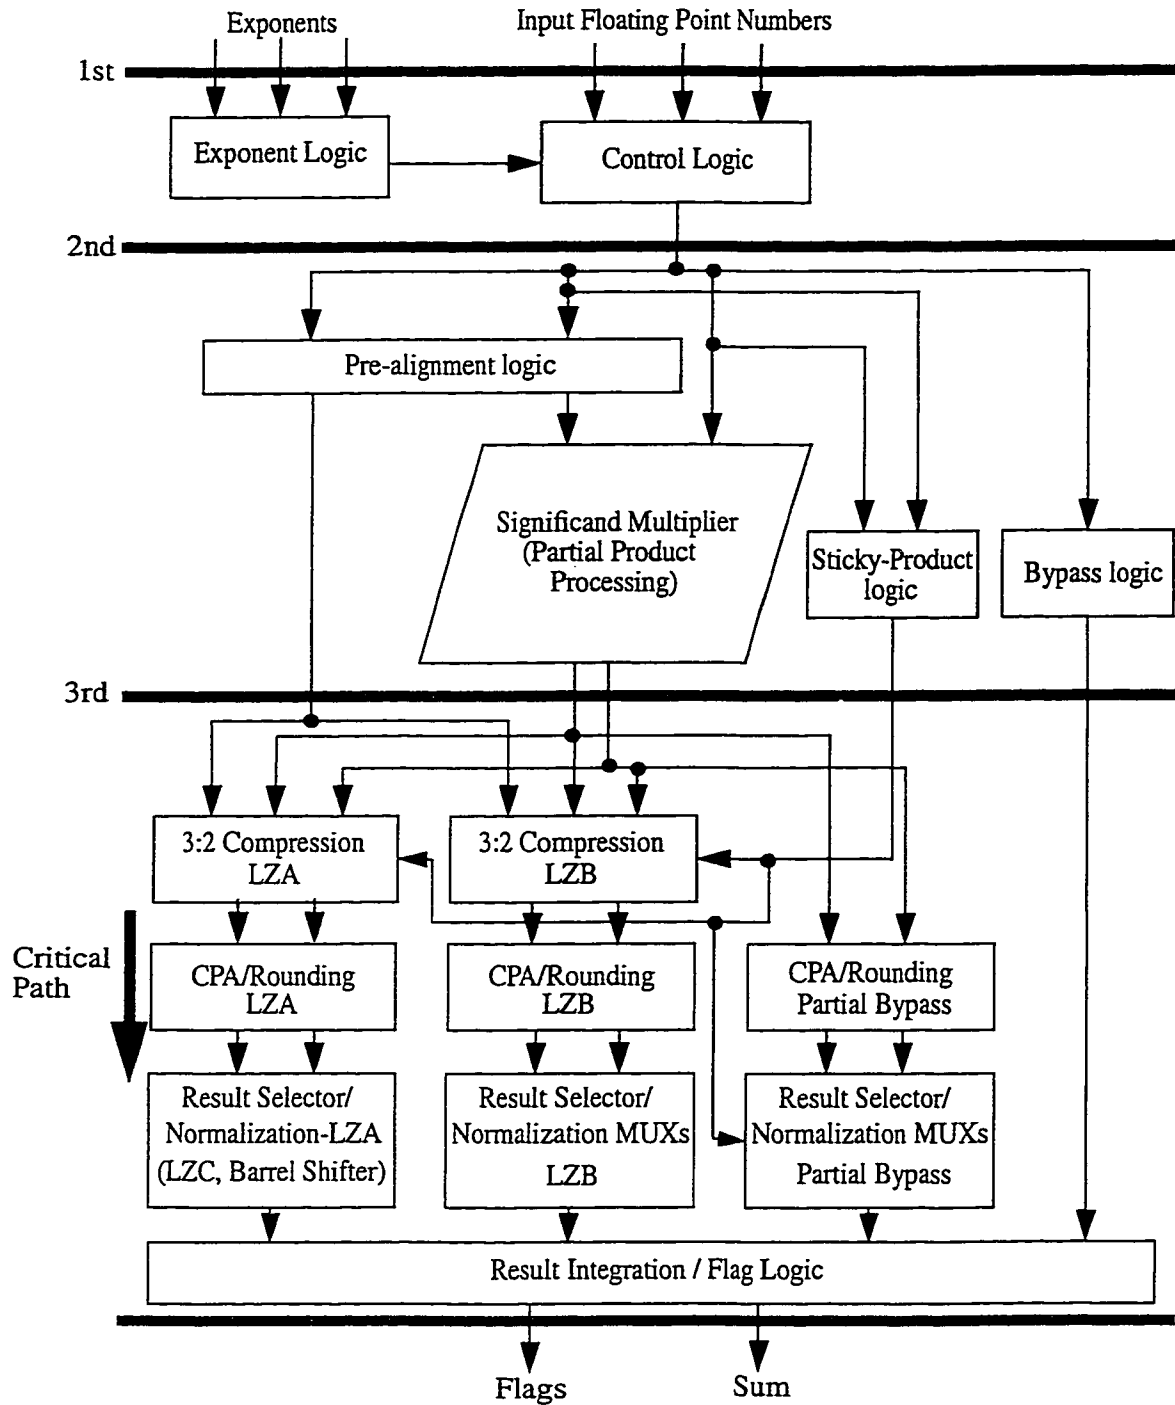 Exponents
Input Floating Point Numbers
1st
Exponent Logic
Control Logic
2nd
Pre-alignment logic
Significand Multiplier
(Partial Product
Processing)
Sticky-Product
logic
Bypass logic
3rd
3:2 Compression
LZA
3:2 Compression
LZB
Critical
Path
CPA/Rounding
LZA
CPA/Rounding
LZB
CPA/Rounding
Partial Bypass
Result Selector/
Normalization-LZA
(LZC, Barrel Shifter)
Result Selector/
Normalization MUXs
LZB
Result Selector/
Normalization MUXs
Partial Bypass
Result Integration / Flag Logic
Flags
Sum